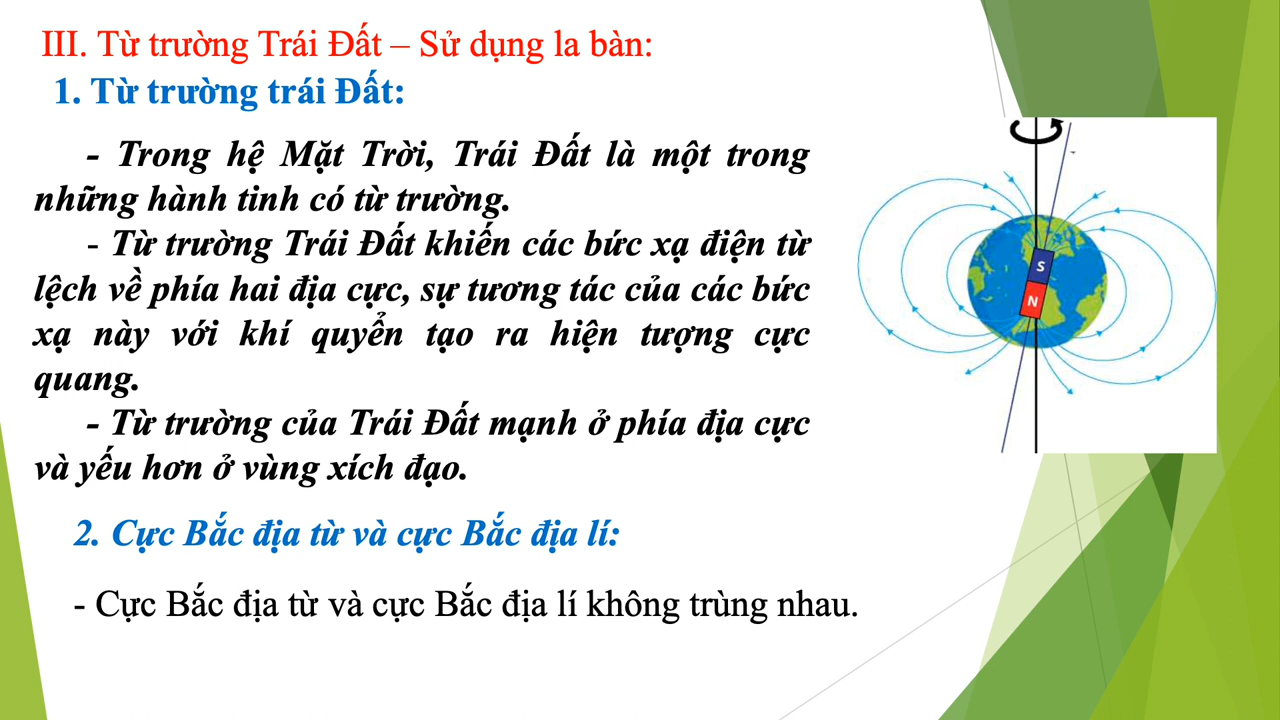 III. Từ trường Trái Đất – Sử dụng la bàn:
1. Từ trường trái Đất:
- Trong hệ Mặt Trời, Trái Đất là một trong
những hành tinh có từ trường.
- Từ trường Trái Đất khiến các bức xạ điện từ
lệch về phía hai địa cực, sự tương tác của các bức
xạ này với khí quyển tạo ra hiện tượng cực
quang.
- Từ trường của Trái Đất mạnh ở phía địa cực
và yếu hơn ở vùng xích đạo.
S
N
2. Cực Bắc địa từ và cực Bắc địa lí:
- Cực Bắc địa từ và cực Bắc địa lí không trùng nhau.